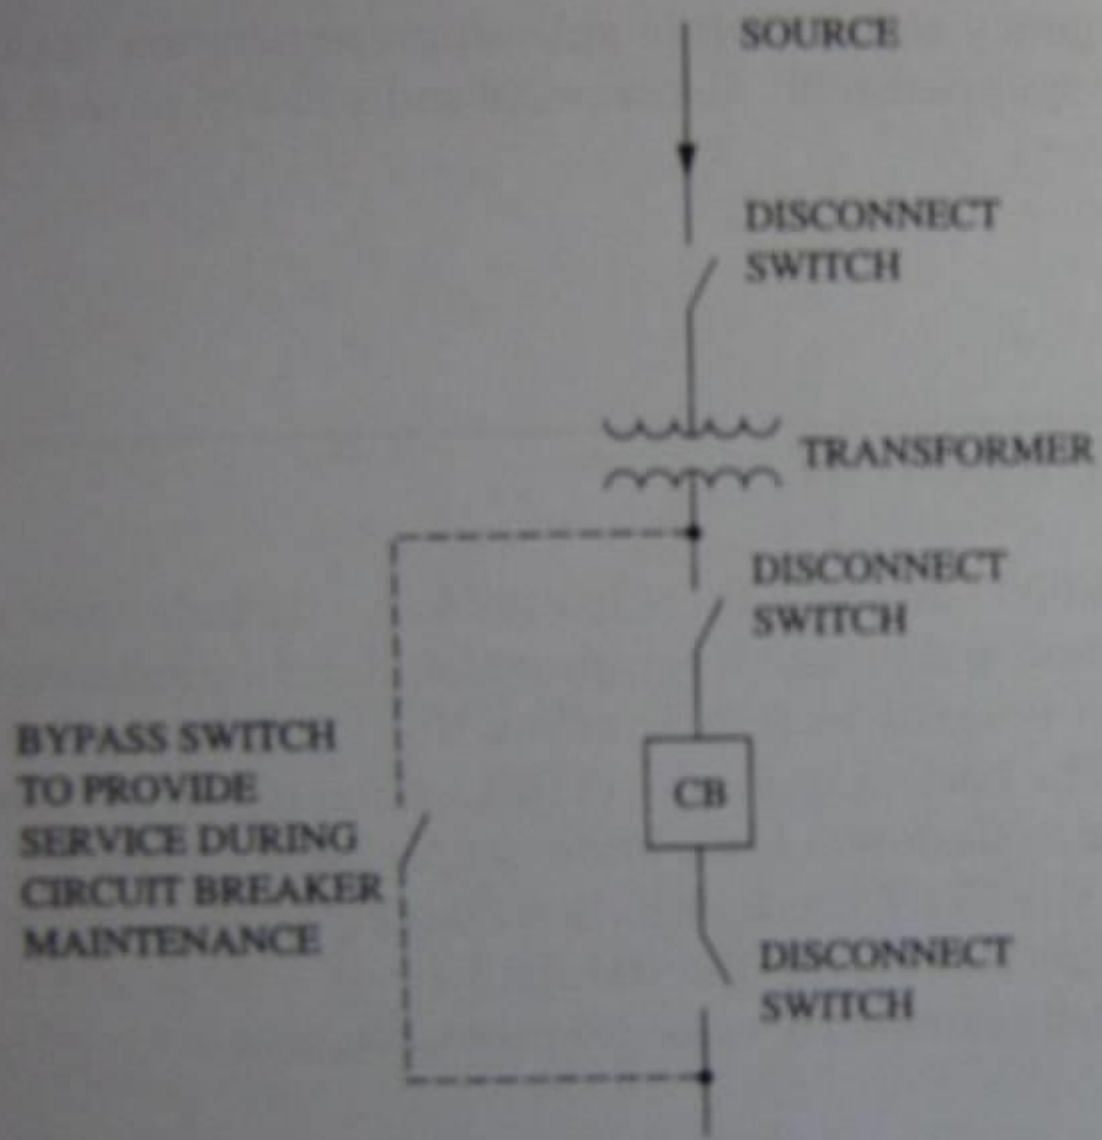 SOURCE
DISCONNECT
SWITCH
TRANSFORMER
DISCONNECT
SWITCH
BYPASS SWITCH
TO PROVIDE
SERVICE DURING
CIRCUIT BREAKER
MAINTENANCE
CB
DISCONNECT
SWITCH